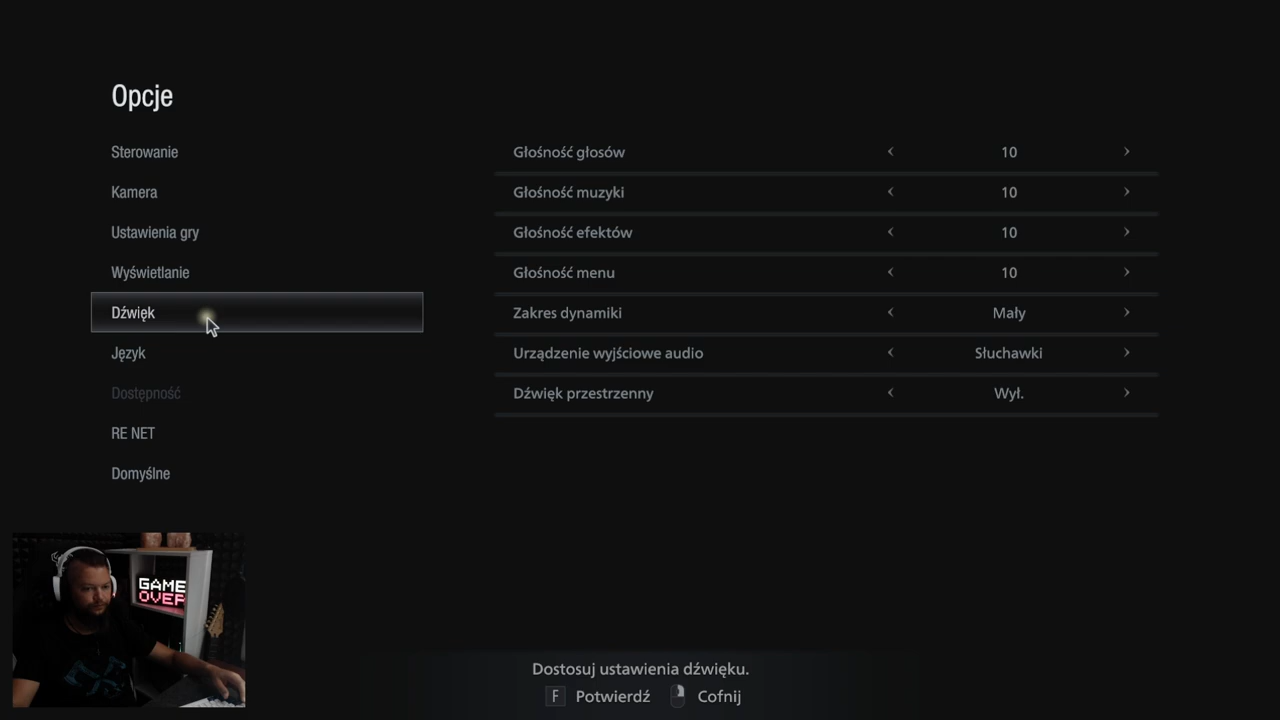 Opcje
Sterowanie
Kamera
Ustawienia gry
Wyświetlanie
Dźwięk
Język
Dostępność
RE NET
Domyślne
Głośność głosów 10
Głośność muzyki 10
Głośność efektów 10
Głośność menu 10
Zakres dynamiki Mały
Urządzenie wyjściowe audio Słuchawki
Dźwięk przestrzenny Wył.
GAME
OVER
Dostosuj ustawienia dźwięku.
F Potwierdź Cofnij